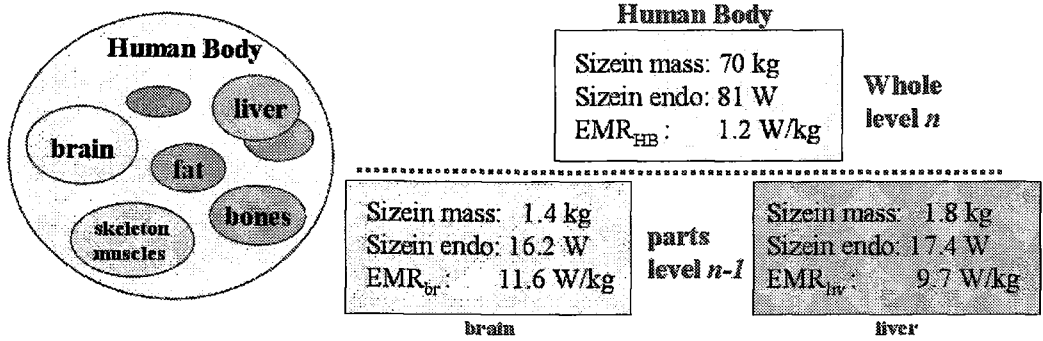 Human Body
liver
brain
fat
bones
skeleton
muscles
Human Body
Sizein mass: 70 kg
Sizein endo: 81 W
EMR_HB : 1.2 W/kg
Whole
level n
Sizein mass: 1.4 kg
Sizein endo: 16.2 W
EMR_br : 11.6 W/kg
brain
parts
level n-1
Sizein mass: 1.8 kg
Sizein endo: 17.4 W
EMR_liv : 9.7 W/kg
liver